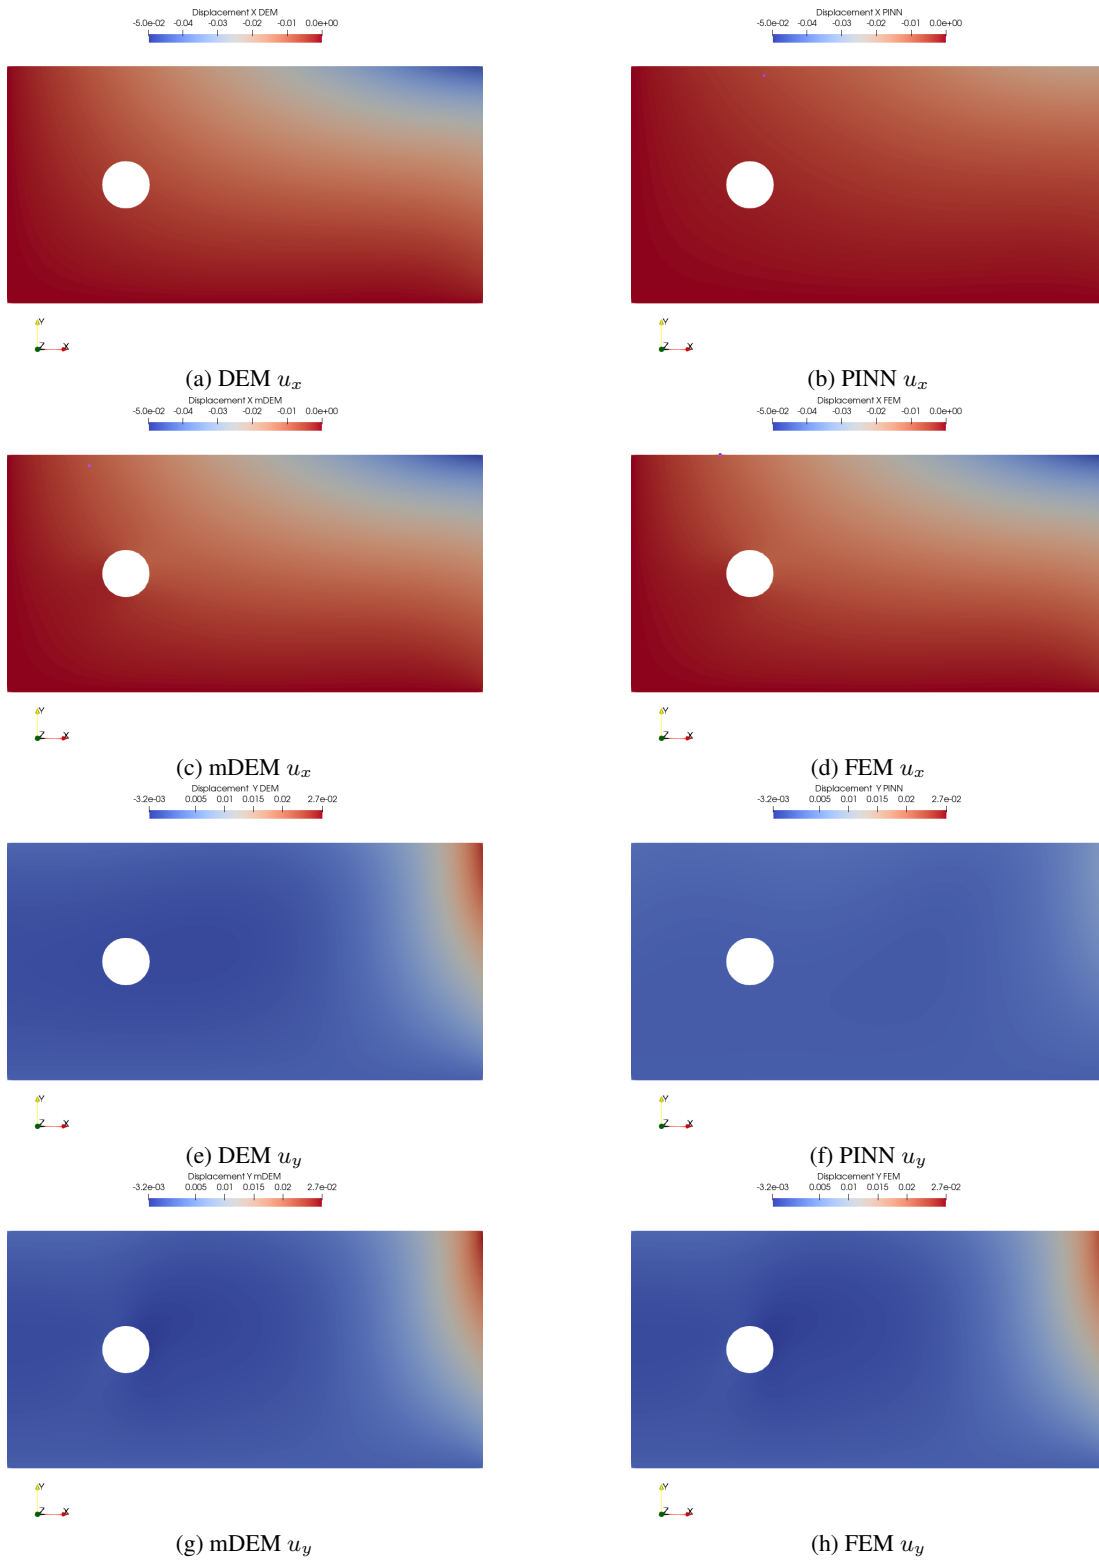 Displacement X DEM
-5.0e-02 -0.04 -0.03 -0.02 -0.01 0.0e+00
Displacement X PINN
-5.0e-02 -0.04 -0.03 -0.02 -0.01 0.0e+00
Y
Z X
Y
Z X
(a) DEM u_x
(b) PINN u_x
Displacement X mDEM
-5.0e-02 -0.04 -0.03 -0.02 -0.01 0.0e+00
Displacement X FEM
-5.0e-02 -0.04 -0.03 -0.02 -0.01 0.0e+00
Y
Z X
Y
Z X
(c) mDEM u_x
(d) FEM u_x
Displacement Y DEM
-3.2e-03 0.005 0.01 0.015 0.02 2.7e-02
Displacement Y PINN
-3.2e-03 0.005 0.01 0.015 0.02 2.7e-02
Y
Z X
Y
Z X
(e) DEM u_y
(f) PINN u_y
Displacement Y mDEM
-3.2e-03 0.005 0.01 0.015 0.02 2.7e-02
Displacement Y FEM
-3.2e-03 0.005 0.01 0.015 0.02 2.7e-02
Y
Z X
Y
Z X
(g) mDEM u_y
(h) FEM u_y